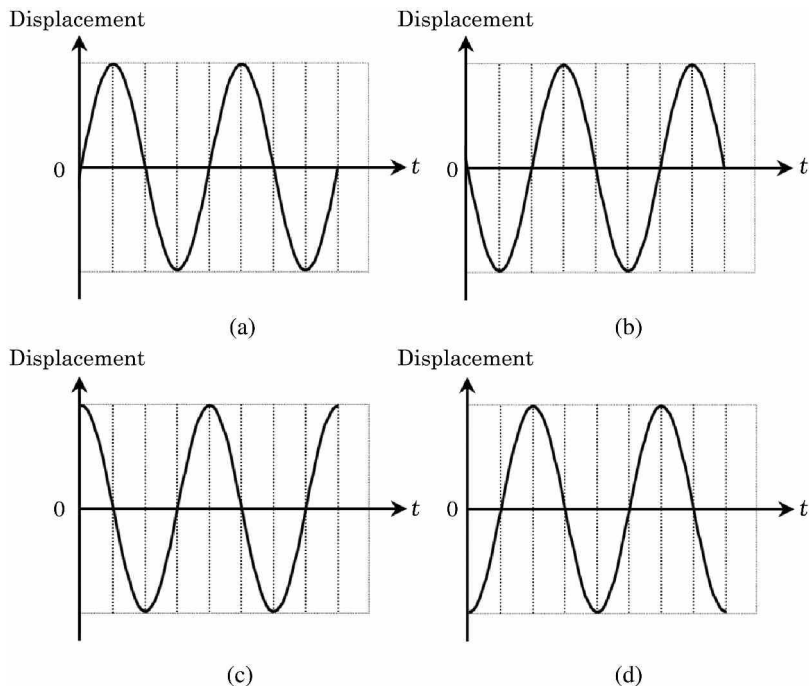 Displacement
0
t
(a)
Displacement
0
t
(b)
Displacement
0
t
(c)
Displacement
0
t
(d)